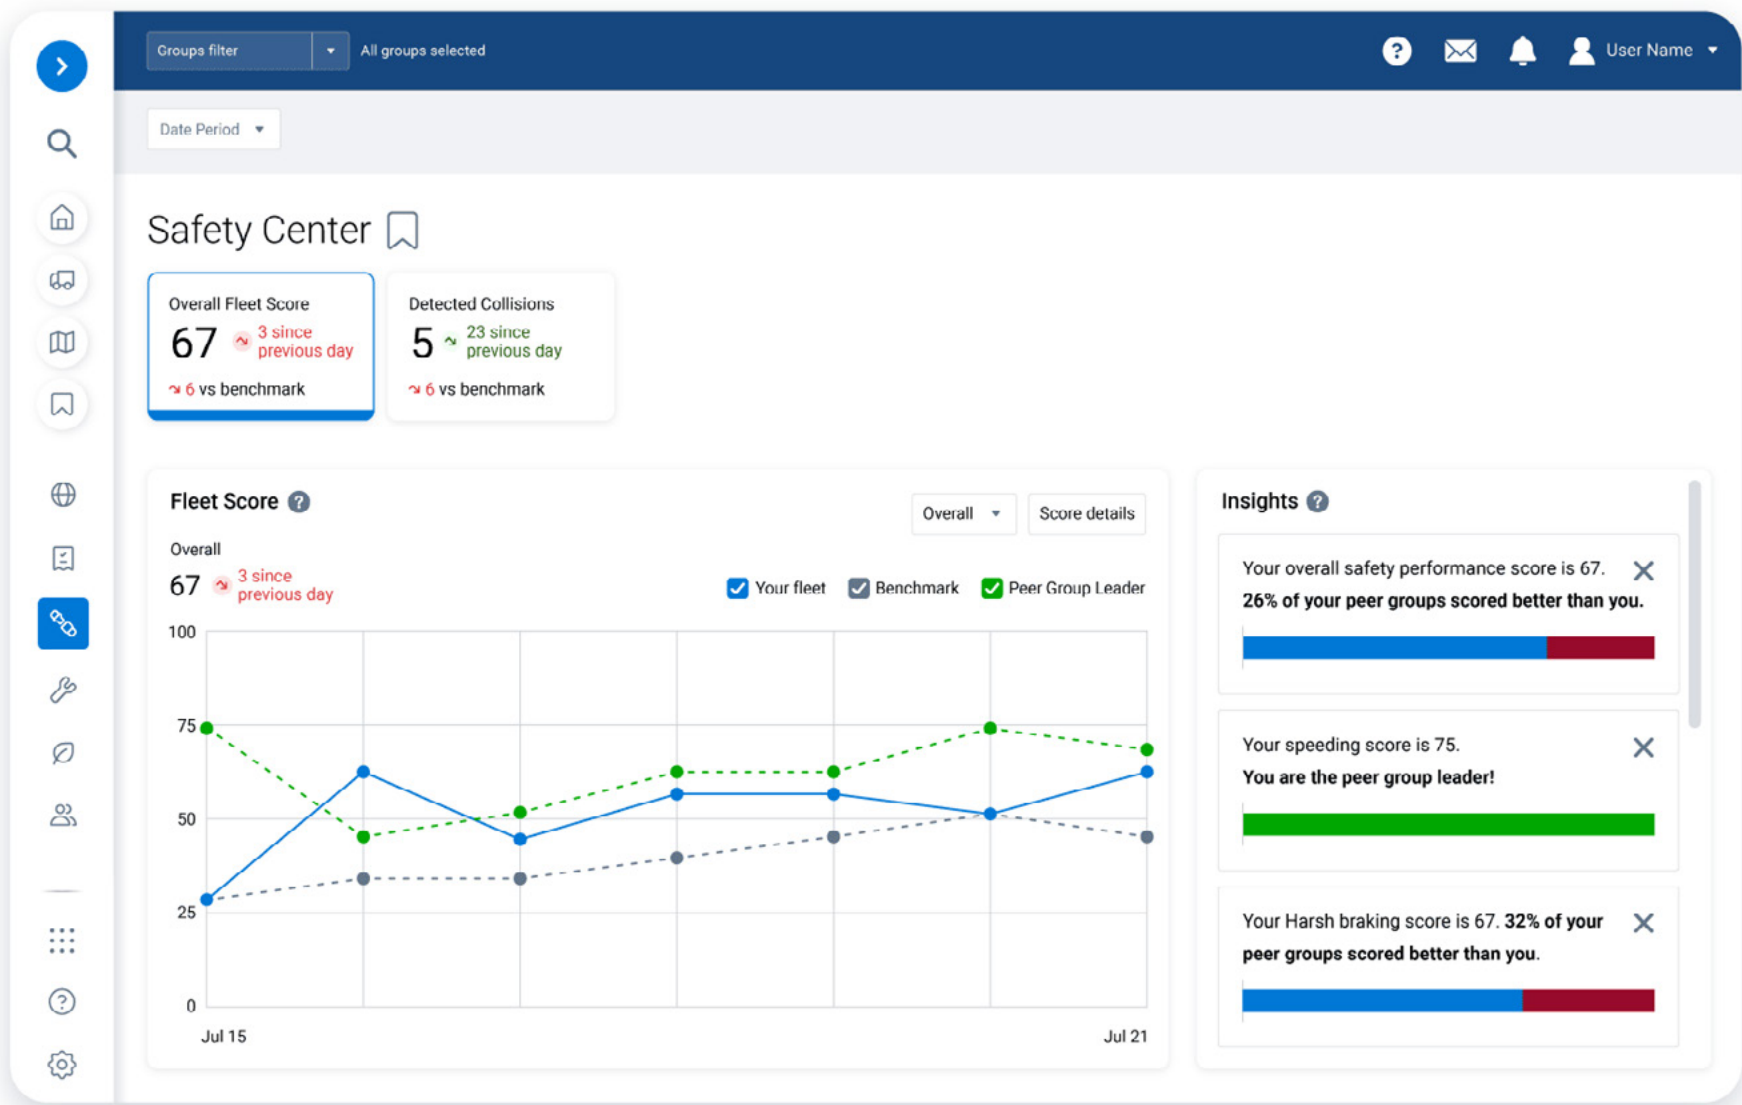 Groups filter
All groups selected
User Name
Date Period
Safety Center
Overall Fleet Score
67
3 since
previous day
6 vs benchmark
Detected Collisions
5
23 since
previous day
6 vs benchmark
Fleet Score
Overall
Score details
Overall
67
3 since
previous day
Your fleet
Benchmark
Peer Group Leader
100
75
50
25
0
Jul 15
Jul 21
Insights
Your overall safety performance score is 67.
26% of your peer groups scored better than you.
Your speeding score is 75.
You are the peer group leader!
Your Harsh braking score is 67. 32% of your
peer groups scored better than you.